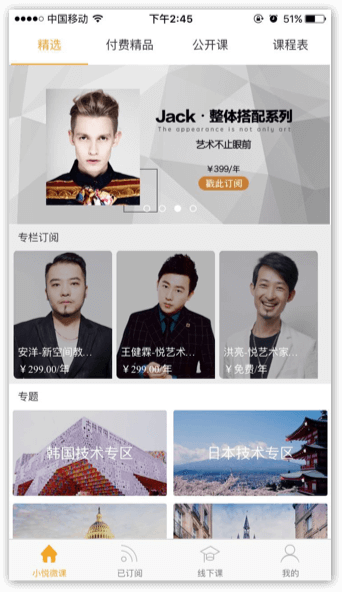 中国移动
下午2:45
51%
精选
付费精品
公开课
课程表
Jack · 整体搭配系列
The appearance is not only art
艺术不止眼前
￥399/年
戳此订阅
专栏订阅
安洋-新空间教...
￥299.00/年
王健霖-悦艺术...
￥299.00/年
洪亮-悦艺术家...
￥免费/年
专题
韩国技术专区
日本技术专区
小悦微课
已订阅
线下课
我的